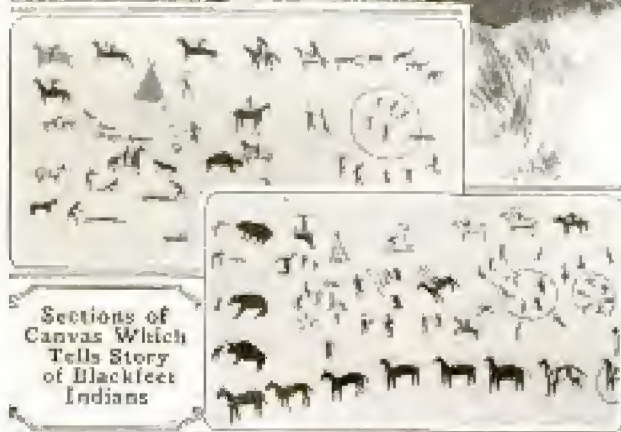 Sections of
Canvas Which
Tells Story
of Blackfeet
Indians